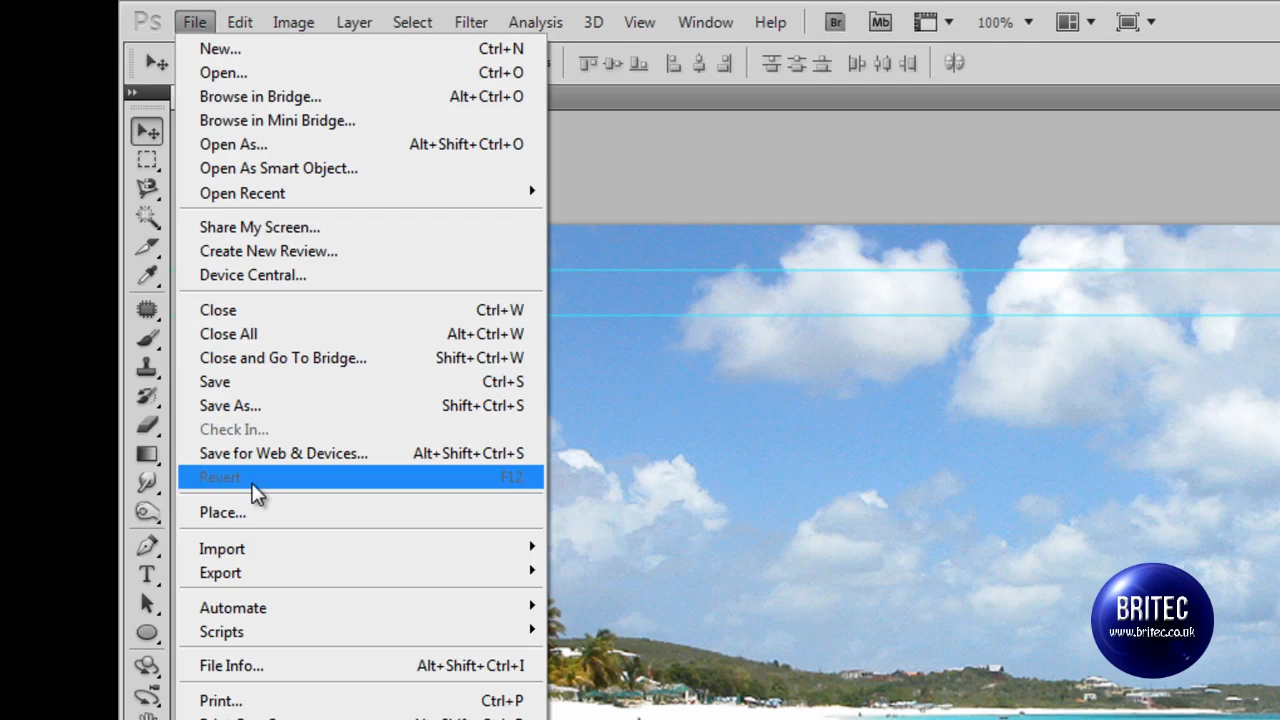 Ps File Edit Image Layer Select Filter Analysis 3D View Window Help Br Mb 100%
New... Ctrl+N
Open... Ctrl+O
Browse in Bridge... Alt+Ctrl+O
Browse in Mini Bridge...
Open As... Alt+Shift+Ctrl+O
Open As Smart Object...
Open Recent
Share My Screen...
Create New Review...
Device Central...
Close Ctrl+W
Close All Alt+Ctrl+W
Close and Go To Bridge... Shift+Ctrl+W
Save Ctrl+S
Save As... Shift+Ctrl+S
Check In...
Save for Web & Devices... Alt+Shift+Ctrl+S
Revert F12
Place...
Import
Export
Automate
Scripts
File Info... Alt+Shift+Ctrl+I
Print... Ctrl+P
BRITEC
www.britec.co.uk